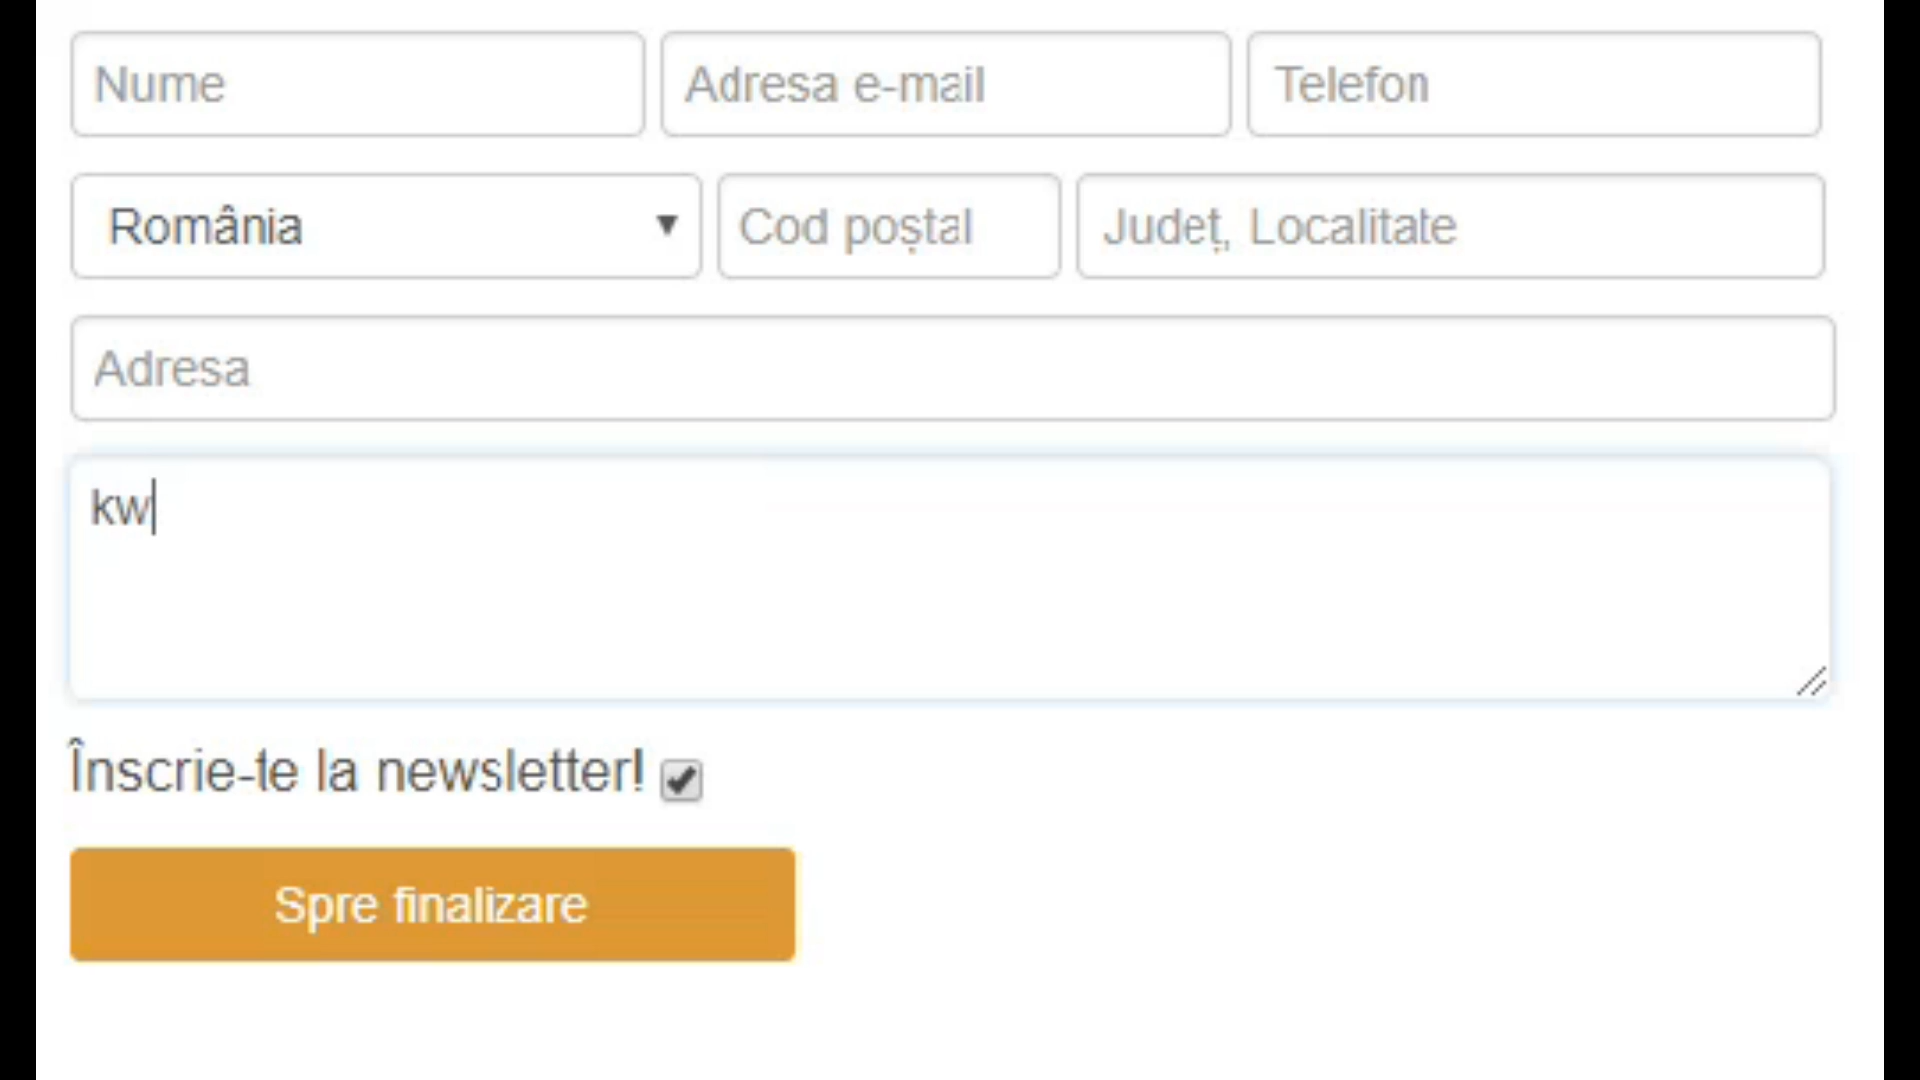 Nume Adresa e-mail Telefon
România Cod poștal Județ, Localitate
Adresa
kw
Înscrie-te la newsletter!
Spre finalizare